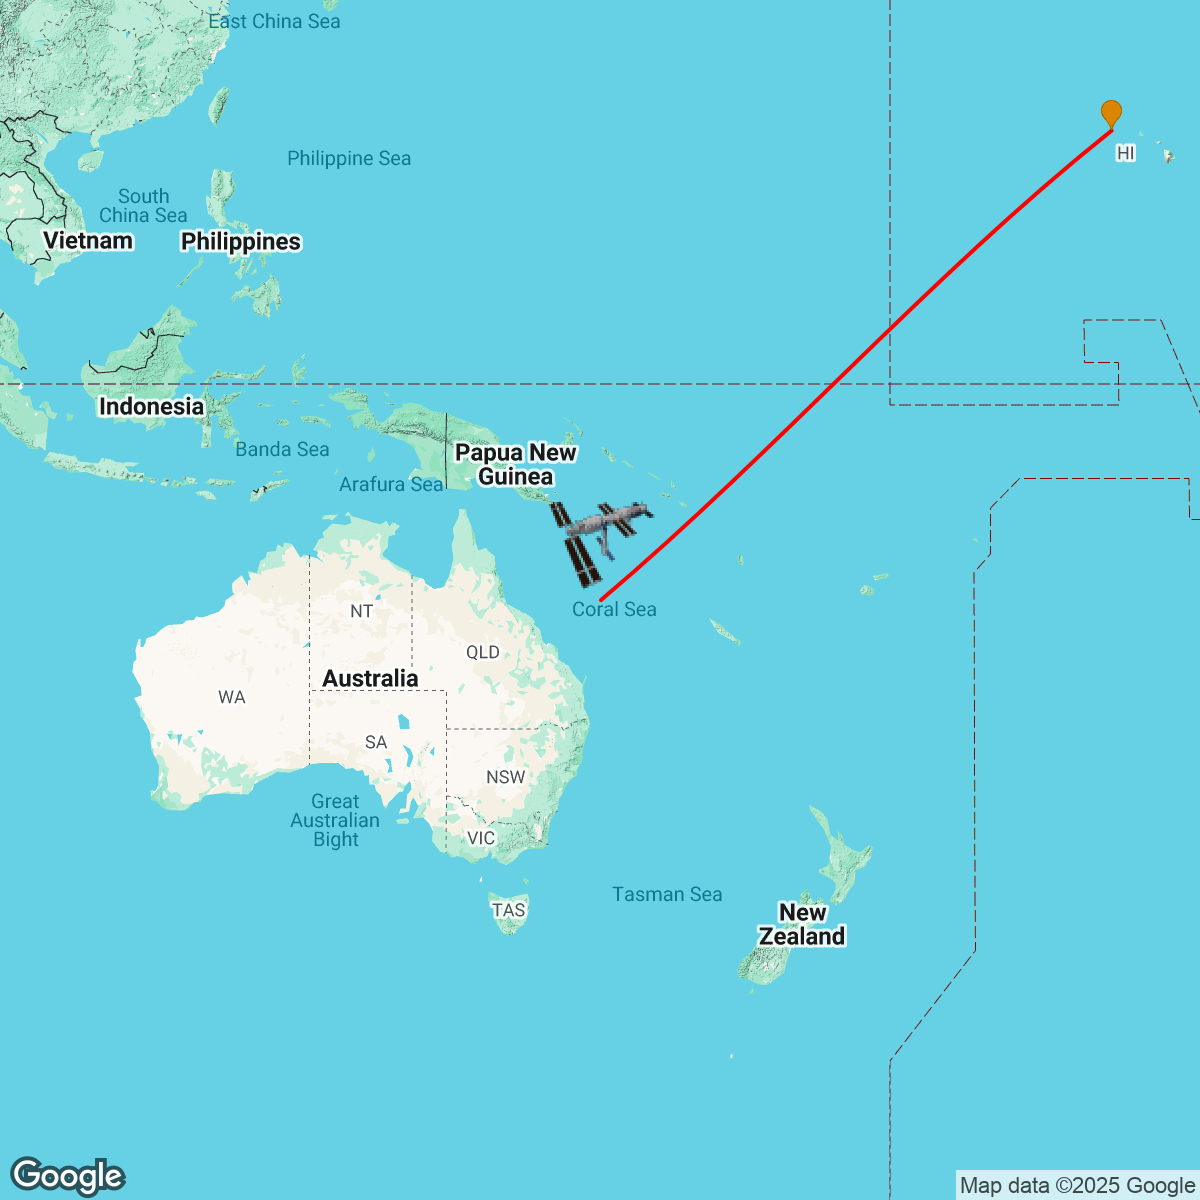 East China Sea
Philippine Sea
HI
South
China Sea
Vietnam
Philippines
Indonesia
Banda Sea
Papua New
Guinea
Arafura Sea
Coral Sea
NT
QLD
Australia
WA
SA
NSW
Great
Australian
Bight
VIC
Tasman Sea
TAS
New
Zealand
Google
Map data ©2025 Google